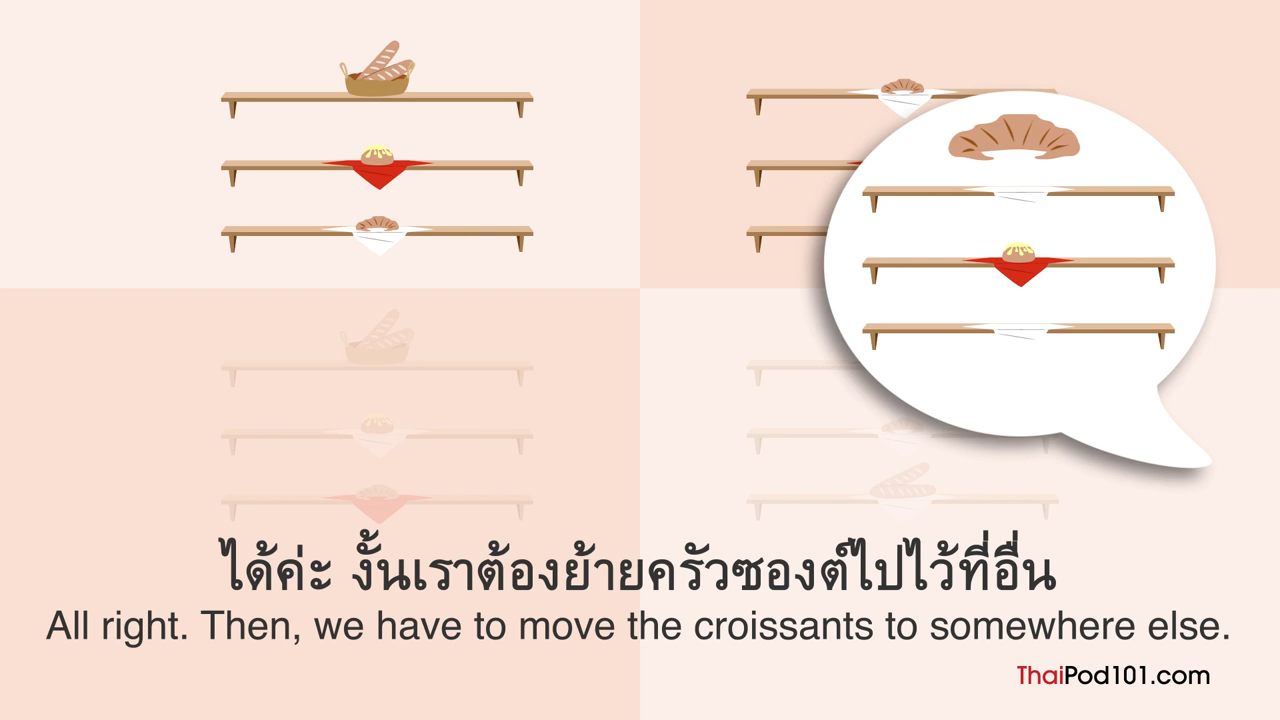 ได้ค่ะ งั้นเราต้องย้ายครัวซองต์ไปไว้ที่อื่น
All right. Then, we have to move the croissants to somewhere else.
ThaiPod101.com